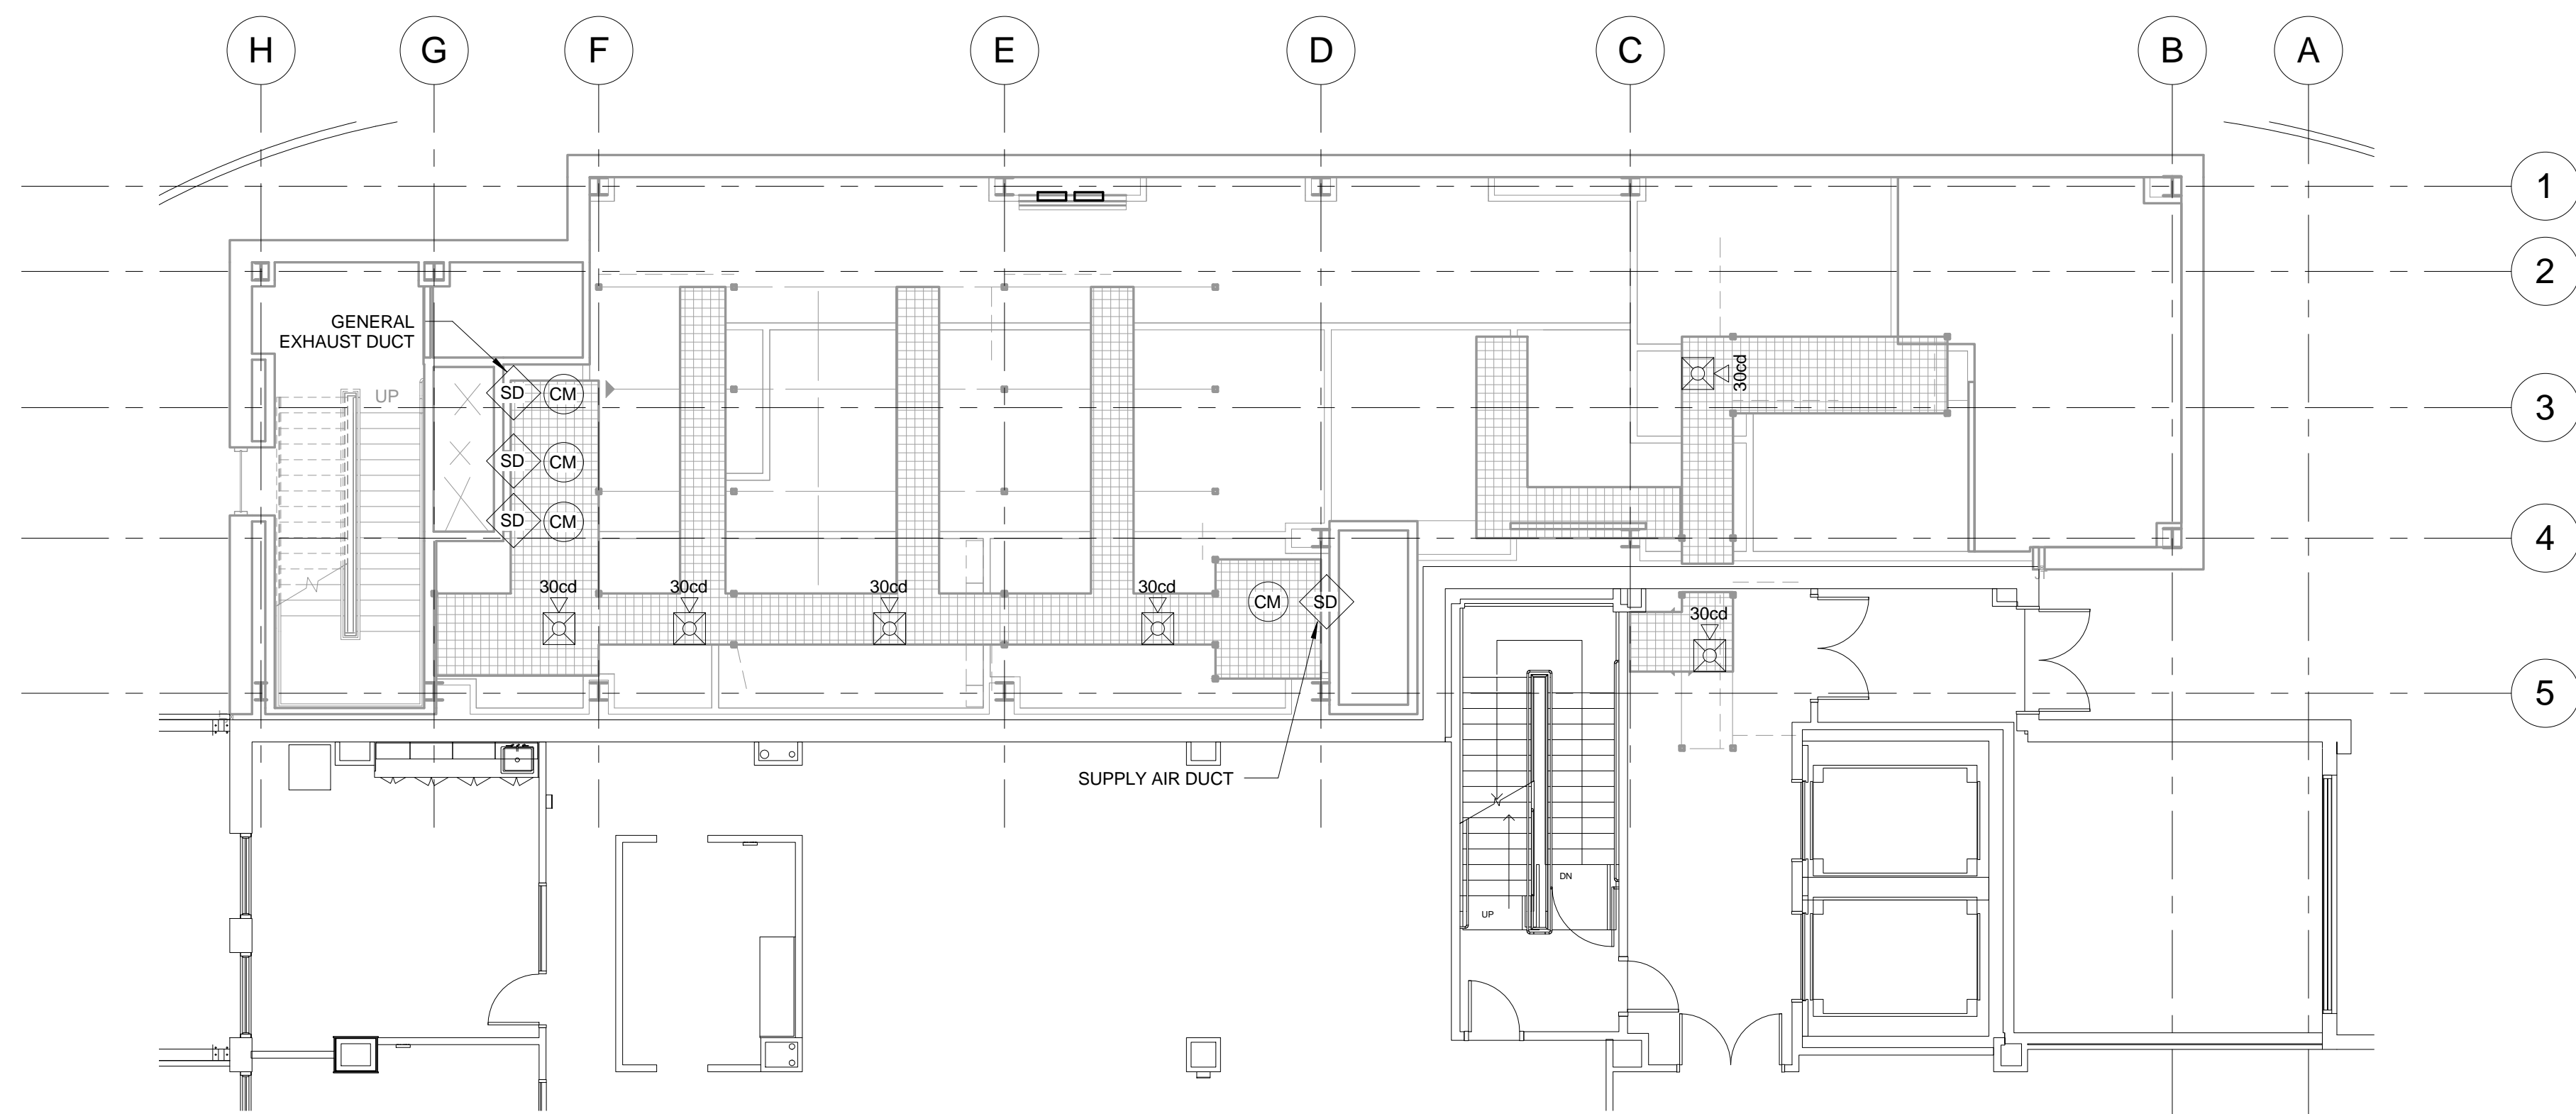 H
G
F
E
D
C
B
A
1
2
GENERAL
EXHAUST DUCT
30cd
UP
SD
CM
3
SD
CM
SD
CM
4
30cd
30cd
30cd
30cd
CM
SD
30cd
5
SUPPLY AIR DUCT
DN
UP